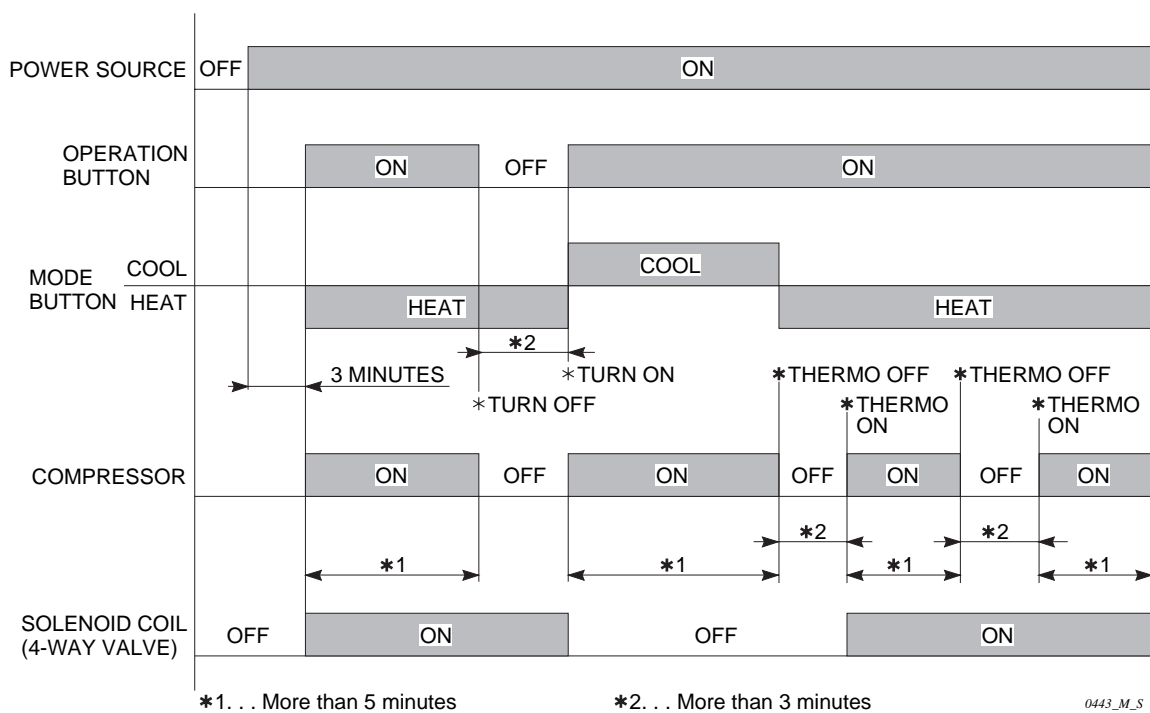 POWER SOURCE OFF ON
OPERATION
BUTTON
ON OFF ON
MODE
BUTTON
COOL
HEAT
COOL
HEAT HEAT
✱2
3 MINUTES
✳TURN ON
✳TURN OFF
✱THERMO OFF ✱THERMO OFF
✱THERMO
ON
✱THERMO
ON
COMPRESSOR ON OFF ON OFF ON OFF ON
✱2 ✱2
✱1 ✱1 ✱1 ✱1
SOLENOID COIL
(4-WAY VALVE)
OFF ON OFF ON
✱1. . . More than 5 minutes ✱2. . . More than 3 minutes
0443_M_S